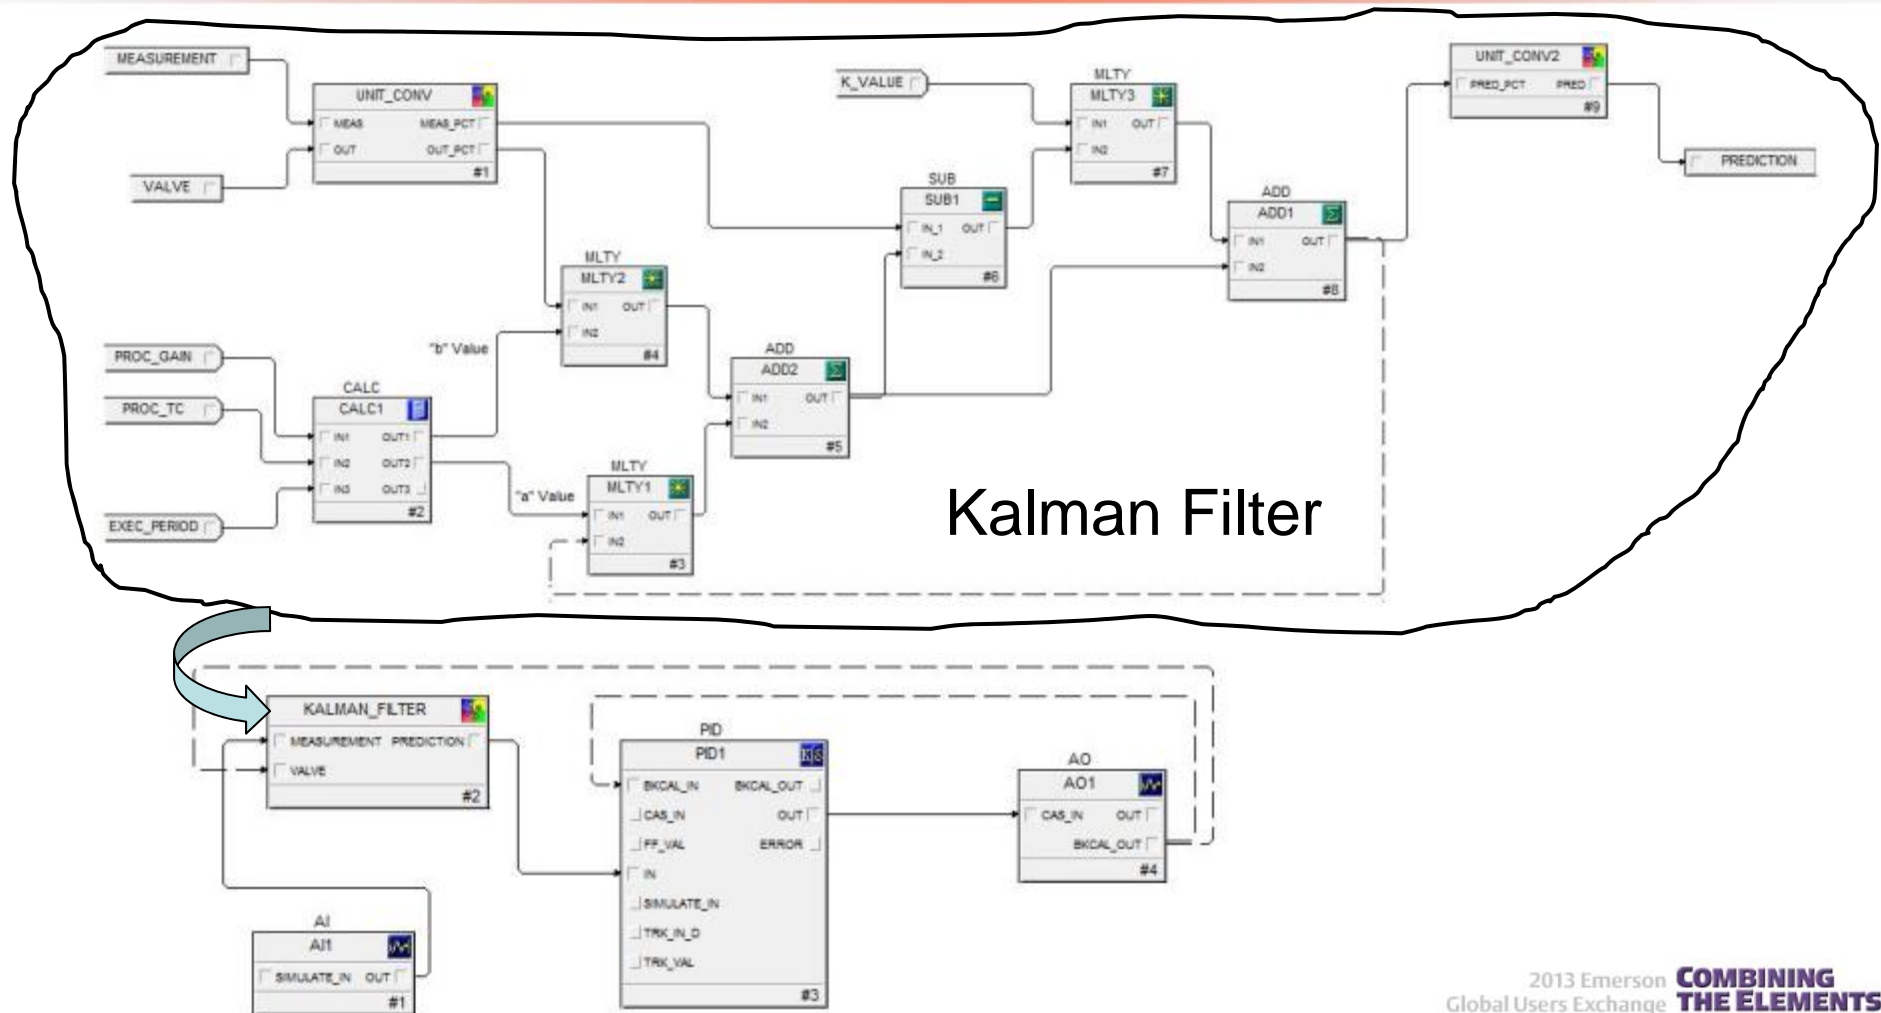 MEASUREMENT
VALVE
UNIT_CONV
MEAS MEAS_PCT
OUT OUT_PCT
#1
K_VALUE
MLTY
MLTY3
IN1 OUT
IN2
#7
UNIT_CONV2
PRED_PCT PRED
#9
PREDICTION
SUB
SUB1
IN_1 OUT
IN_2
#6
ADD
ADD1
IN1 OUT
IN2
#8
MLTY
MLTY2
IN1 OUT
IN2
#4
"b" Value
PROC_GAIN
PROC_TC
EXEC_PERIOD
CALC
CALC1
IN1 OUT1
IN2 OUT2
IN3 OUT3
#2
ADD
ADD2
IN1 OUT
IN2
#5
"a" Value
MLTY
MLTY1
IN1 OUT
IN2
#3
Kalman Filter
KALMAN_FILTER
MEASUREMENT PREDICTION
VALVE
#2
PID
PID1
BKCAL_IN BKCAL_OUT
CAS_IN OUT
FF_VAL ERROR
IN
SIMULATE_IN
TRK_IN_D
TRK_VAL
#3
AO
AO1
CAS_IN OUT
BKCAL_OUT
#4
AI
AI1
SIMULATE_IN OUT
#1
2013 Emerson COMBINING
Global Users Exchange THE ELEMENTS